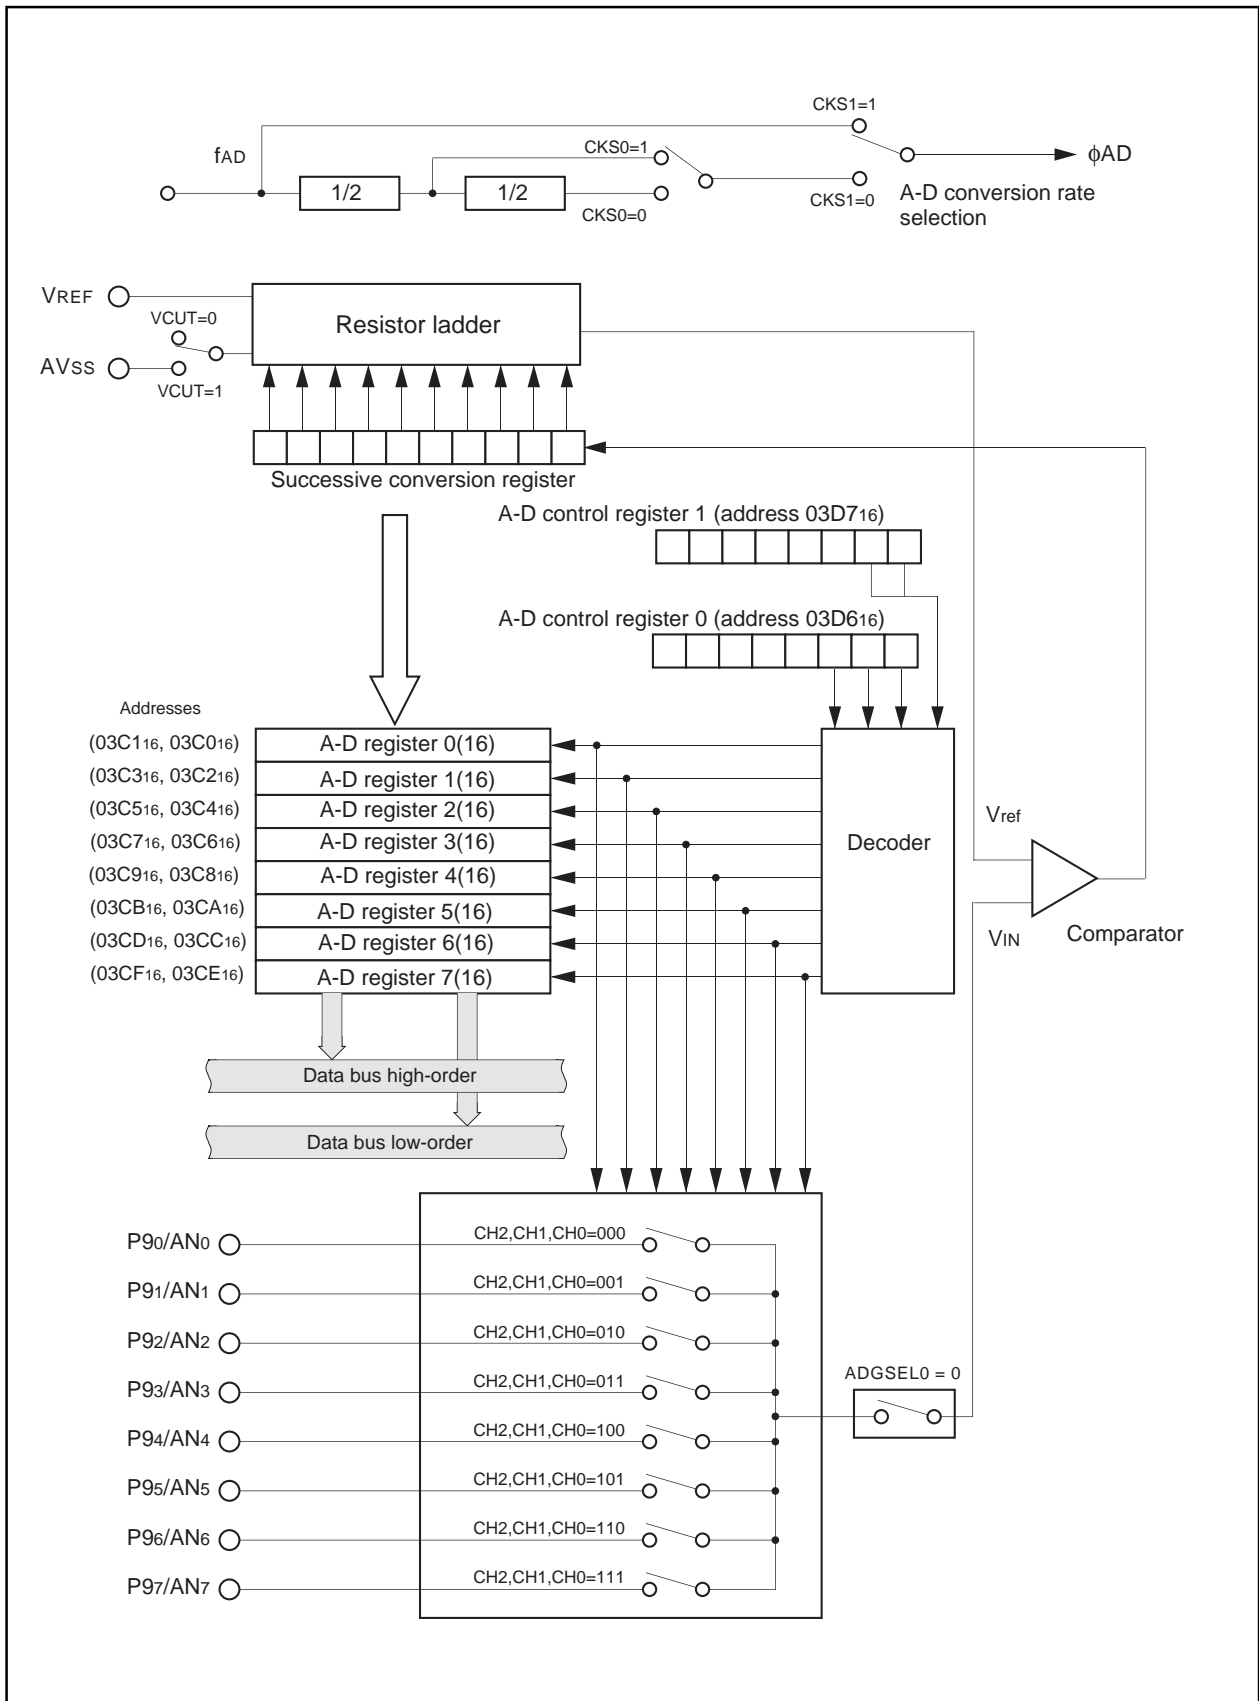 CKS1=1
fAD
CKS0=1
ϕAD
1/2
1/2
CKS0=0
CKS1=0
A-D conversion rate
selection
VREF
VCUT=0
Resistor ladder
AVSS
VCUT=1
Successive conversion register
A-D control register 1 (address 03D716)
A-D control register 0 (address 03D616)
Addresses
(03C116, 03C016)
A-D register 0(16)
(03C316, 03C216)
A-D register 1(16)
(03C516, 03C416)
A-D register 2(16)
(03C716, 03C616)
A-D register 3(16)
(03C916, 03C816)
A-D register 4(16)
(03CB16, 03CA16)
A-D register 5(16)
(03CD16, 03CC16)
A-D register 6(16)
(03CF16, 03CE16)
A-D register 7(16)
Decoder
Vref
VIN
Comparator
Data bus high-order
Data bus low-order
P90/AN0
CH2,CH1,CH0=000
P91/AN1
CH2,CH1,CH0=001
P92/AN2
CH2,CH1,CH0=010
P93/AN3
CH2,CH1,CH0=011
ADGSEL0 = 0
P94/AN4
CH2,CH1,CH0=100
P95/AN5
CH2,CH1,CH0=101
P96/AN6
CH2,CH1,CH0=110
P97/AN7
CH2,CH1,CH0=111